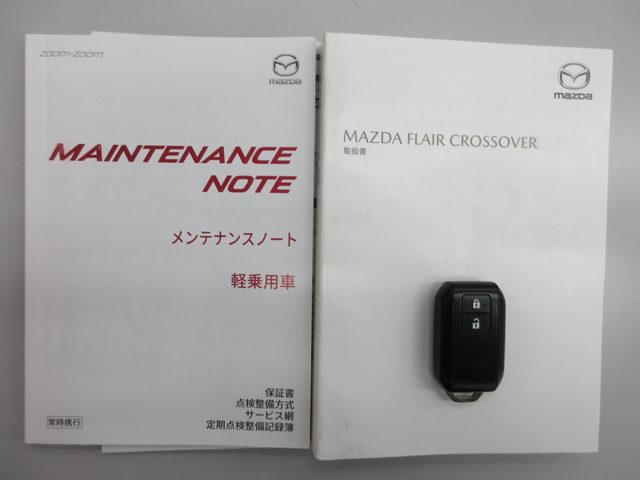 zoom-zoom
mazda
MAINTENANCE
NOTE
メンテナンスノート
軽乗用車
保証書
点検整備方式
サービス網
定期点検整備記録簿
常時携行
mazda
MAZDA FLAIR CROSSOVER
取扱書